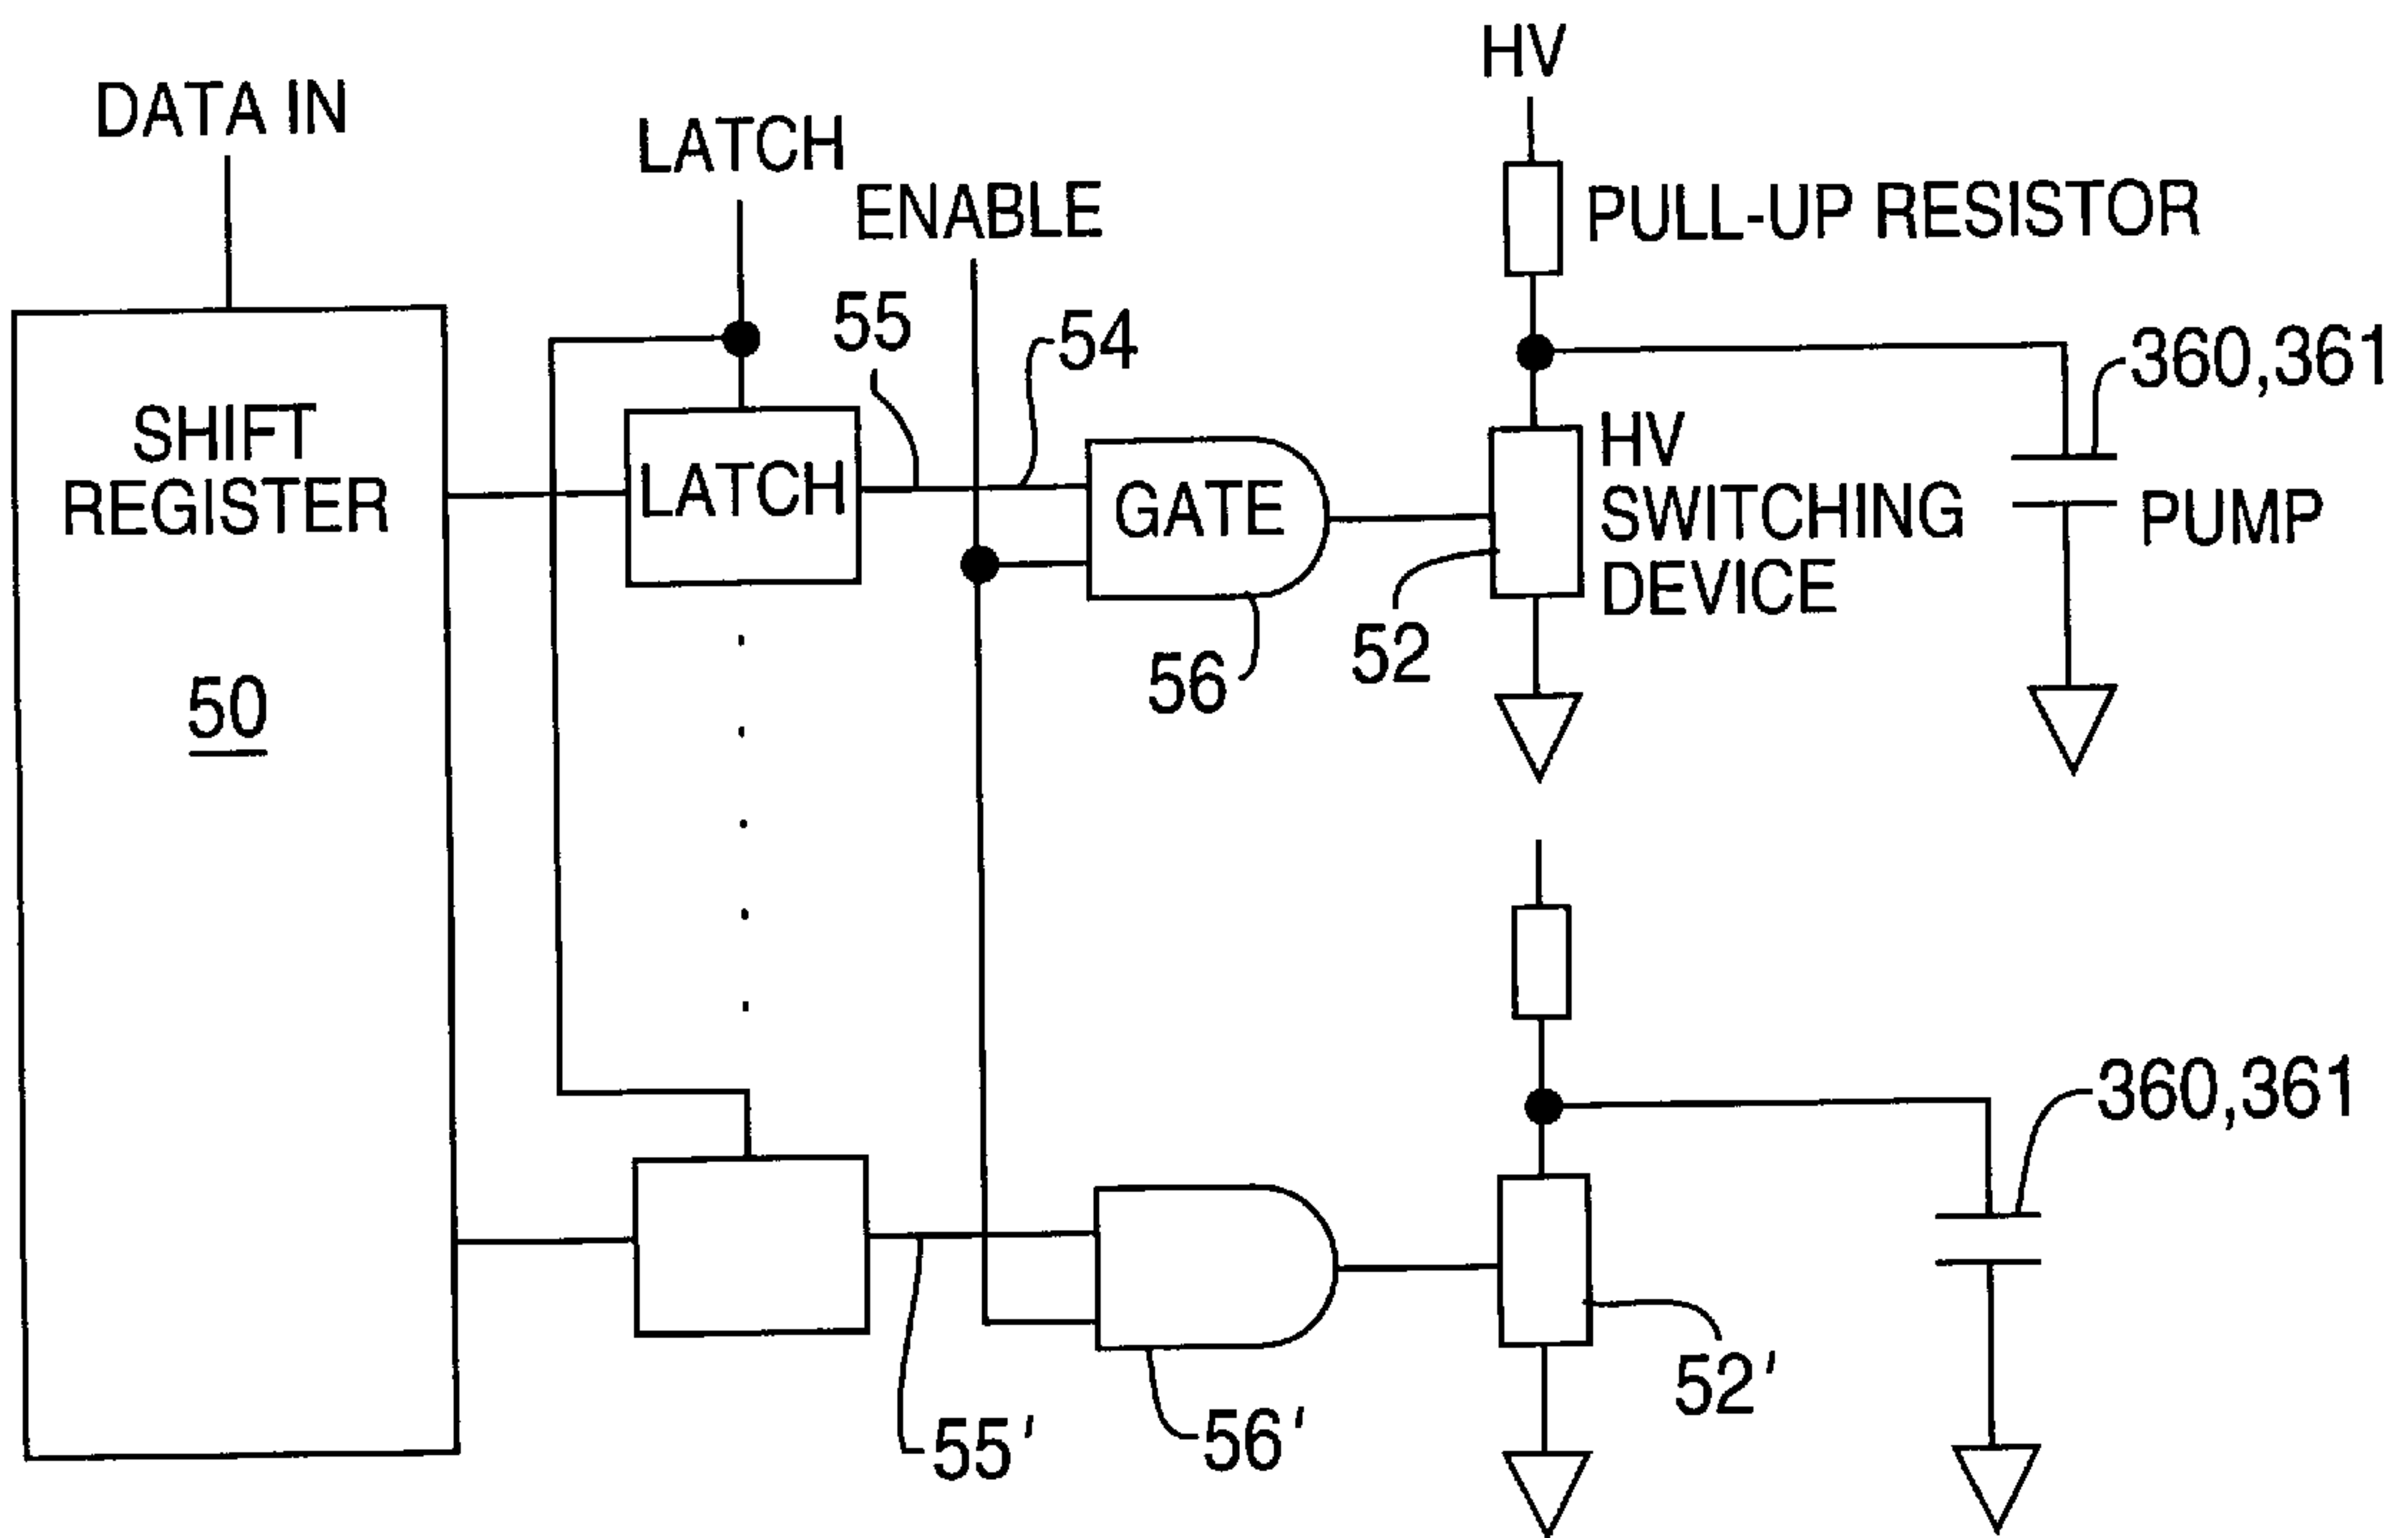 HV
DATA IN
LATCH
ENABLE
PULL-UP RESISTOR
55
54
360,361
SHIFT
REGISTER
LATCH
GATE
HV
SWITCHING
DEVICE
PUMP
50
56
52
360,361
55'
56'
52'